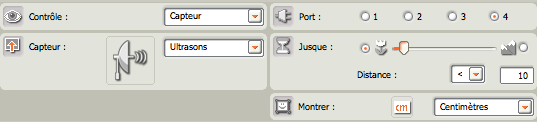 Contrôle : Capteur
Port : 1 2 3 4
Capteur : Ultrasons
Jusque :
Distance : < 10
Montrer : cm Centimètres